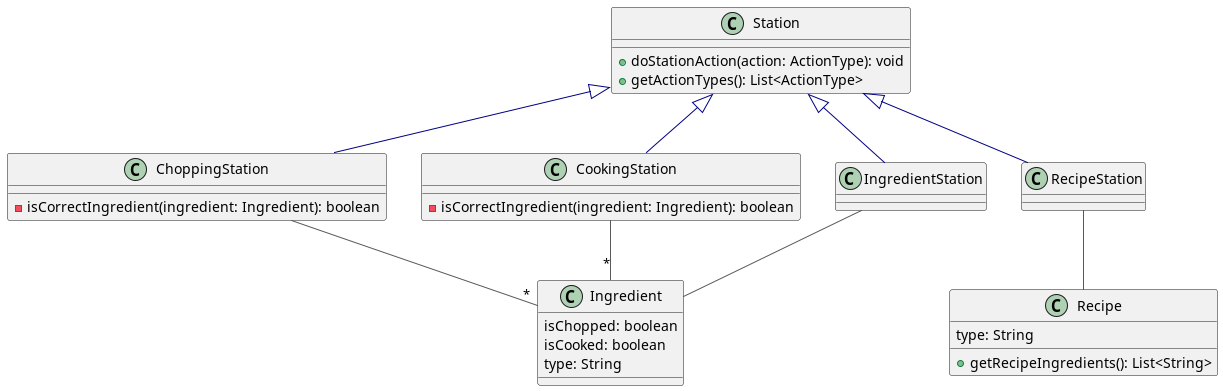 C Station
doStationAction(action: ActionType): void
getActionTypes(): List<ActionType>
C ChoppingStation
isCorrectIngredient(ingredient: Ingredient): boolean
C CookingStation
isCorrectIngredient(ingredient: Ingredient): boolean
C IngredientStation
C RecipeStation
*
*
C Ingredient
isChopped: boolean
isCooked: boolean
type: String
C Recipe
type: String
getRecipeIngredients(): List<String>